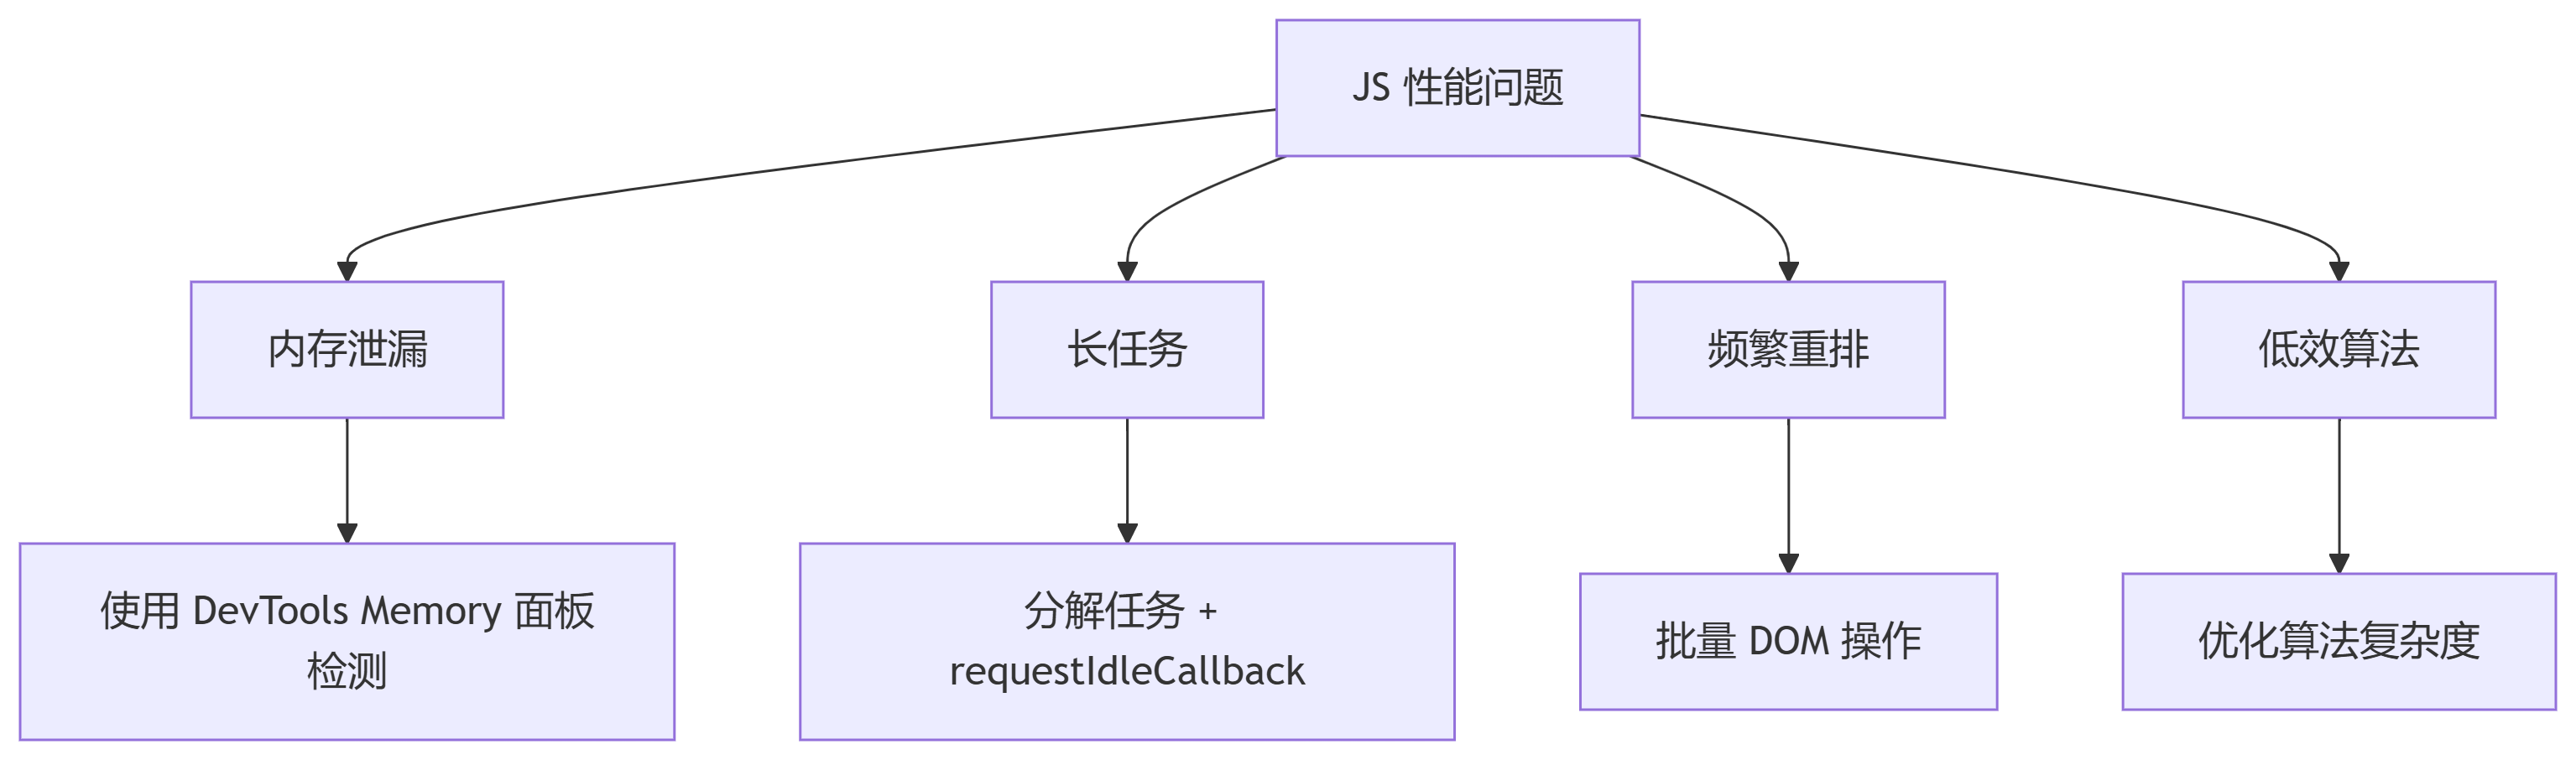 JS 性能问题
内存泄漏
长任务
频繁重排
低效算法
使用 DevTools Memory 面板
检测
分解任务 +
requestIdleCallback
批量 DOM 操作
优化算法复杂度